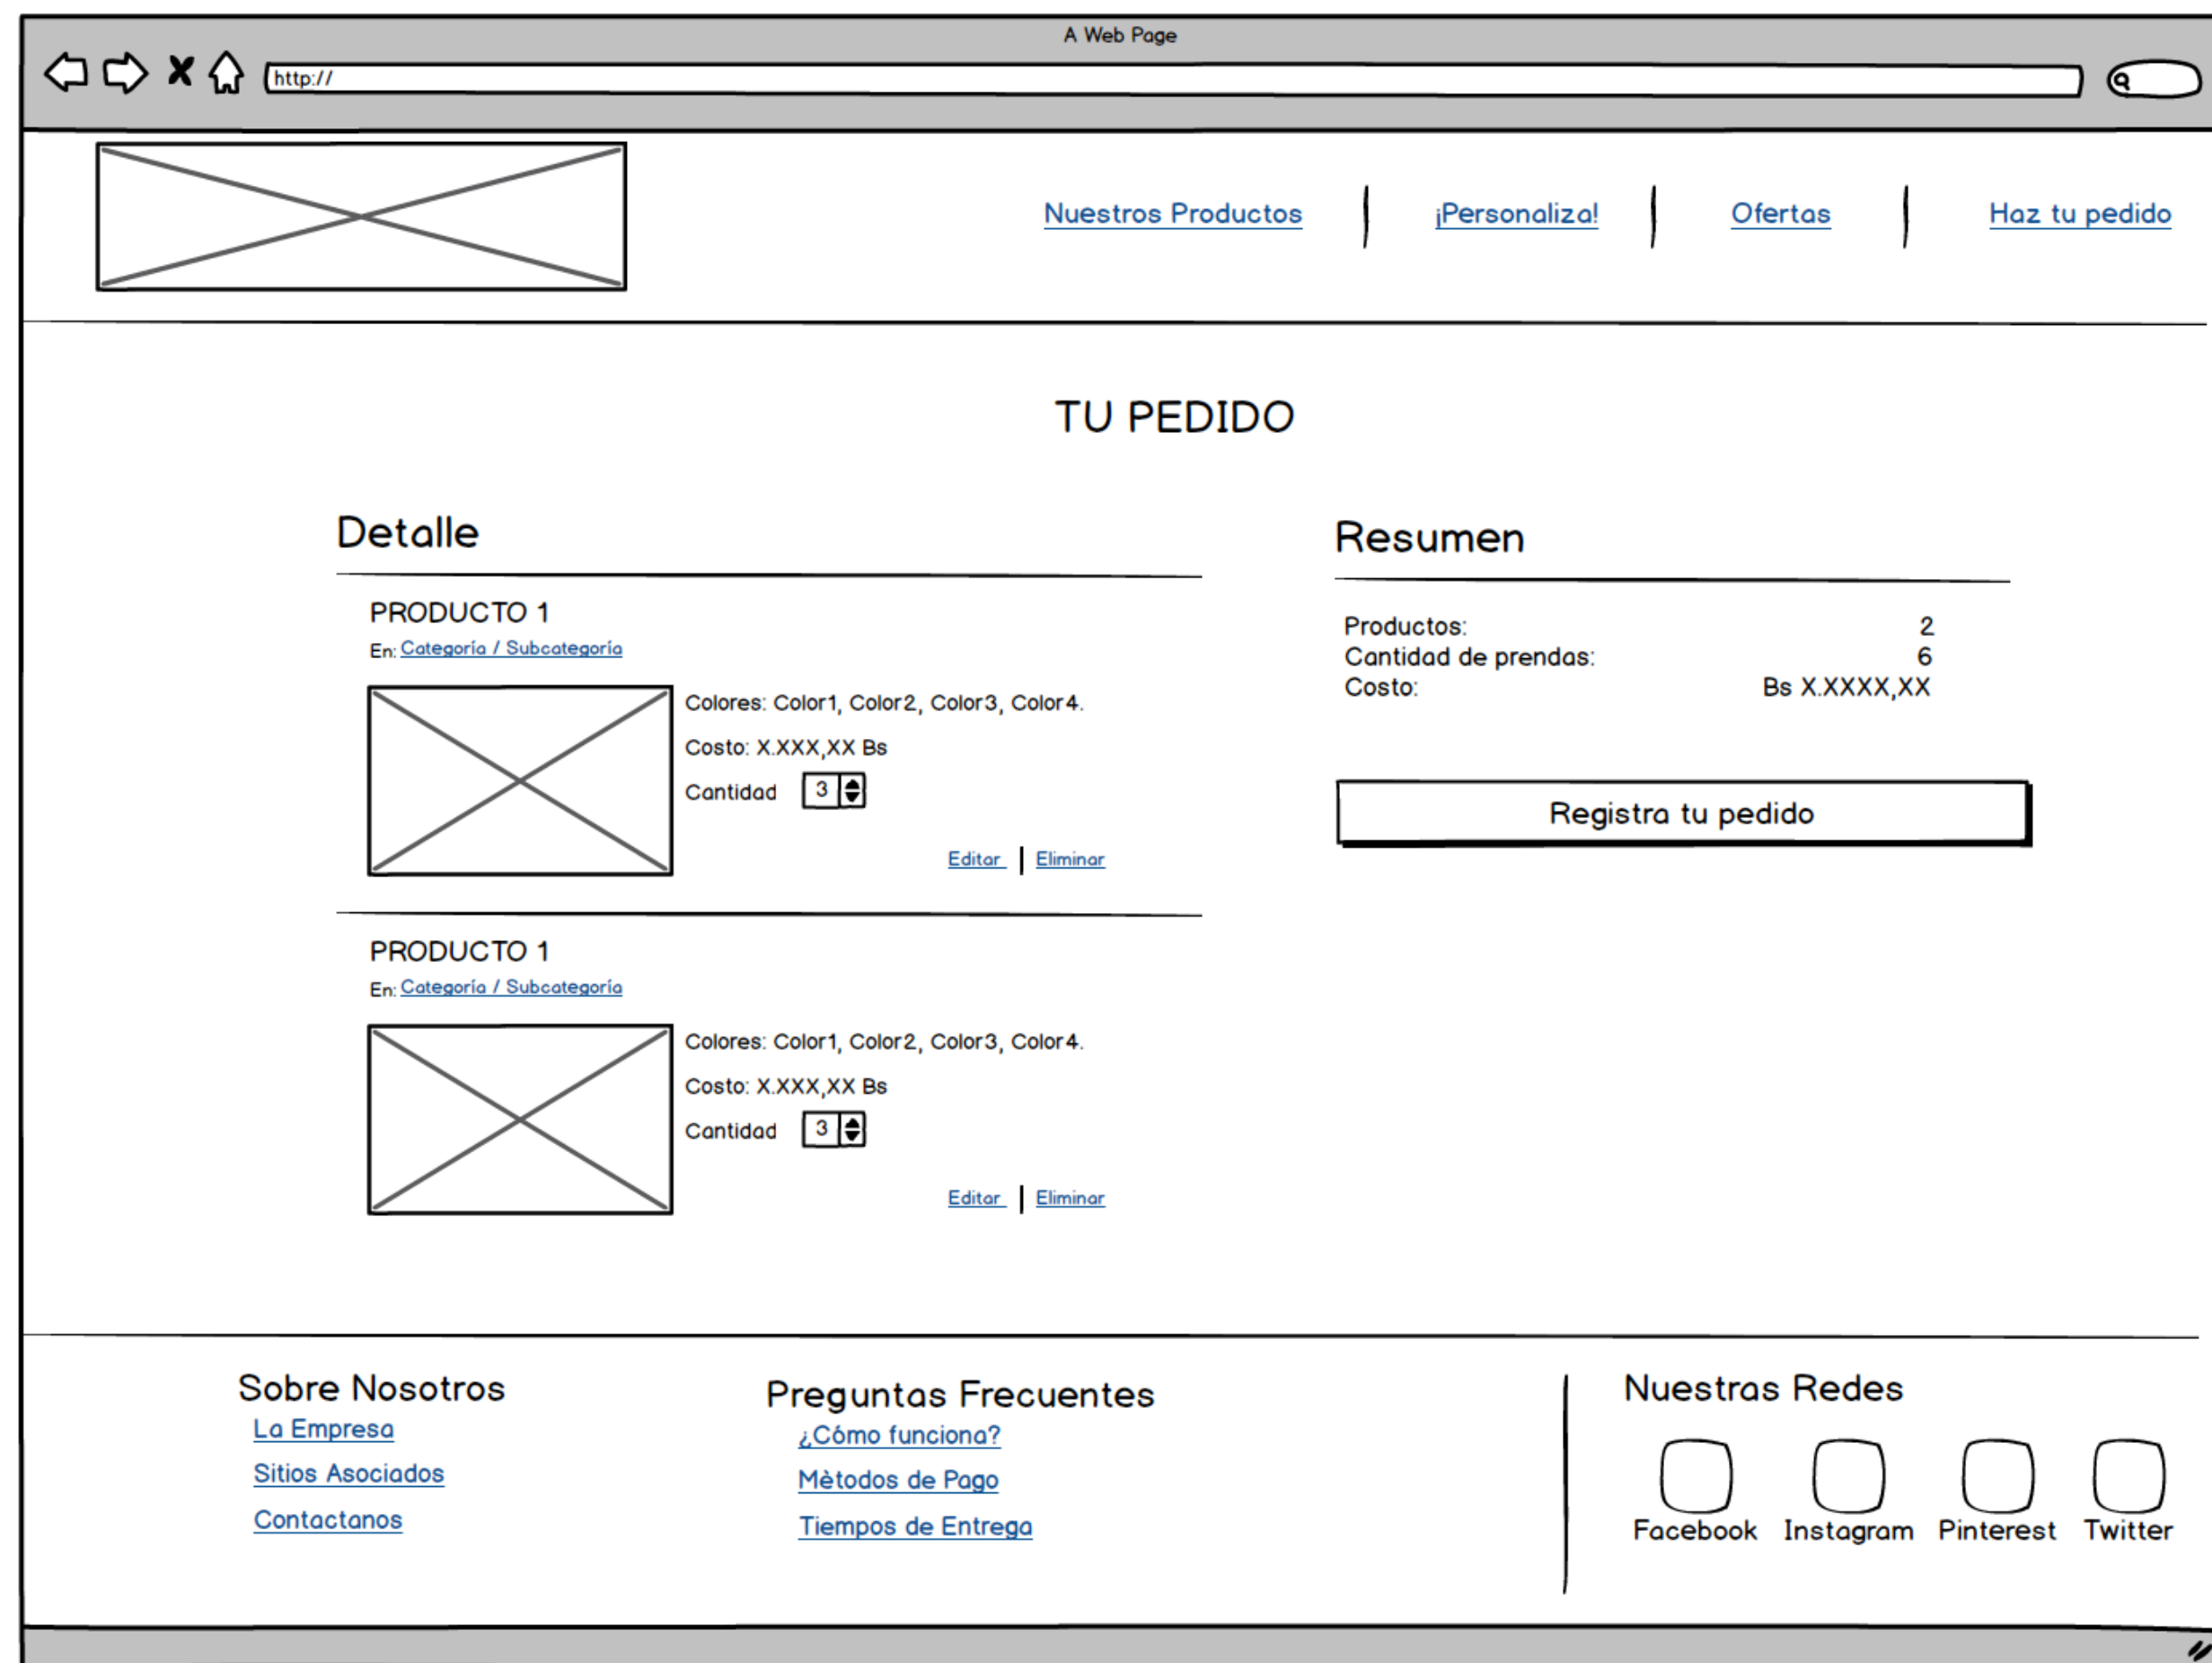 A Web Page
http://
Nuestros Productos
¡Personaliza!
Ofertas
Haz tu pedido
TU PEDIDO
Detalle
PRODUCTO 1
En: Categoría / Subcategoría
Colores: Color1, Color2, Color3, Color4.
Costo: X.XXX,XX Bs
Cantidad 3
Editar | Eliminar
PRODUCTO 1
En: Categoría / Subcategoría
Colores: Color1, Color2, Color3, Color4.
Costo: X.XXX,XX Bs
Cantidad 3
Editar | Eliminar
Resumen
Productos: 2
Cantidad de prendas: 6
Costo: Bs X.XXXX,XX
Registra tu pedido
Sobre Nosotros
La Empresa
Sitios Asociados
Contactanos
Preguntas Frecuentes
¿Cómo funciona?
Mètodos de Pago
Tiempos de Entrega
Nuestras Redes
Facebook Instagram Pinterest Twitter